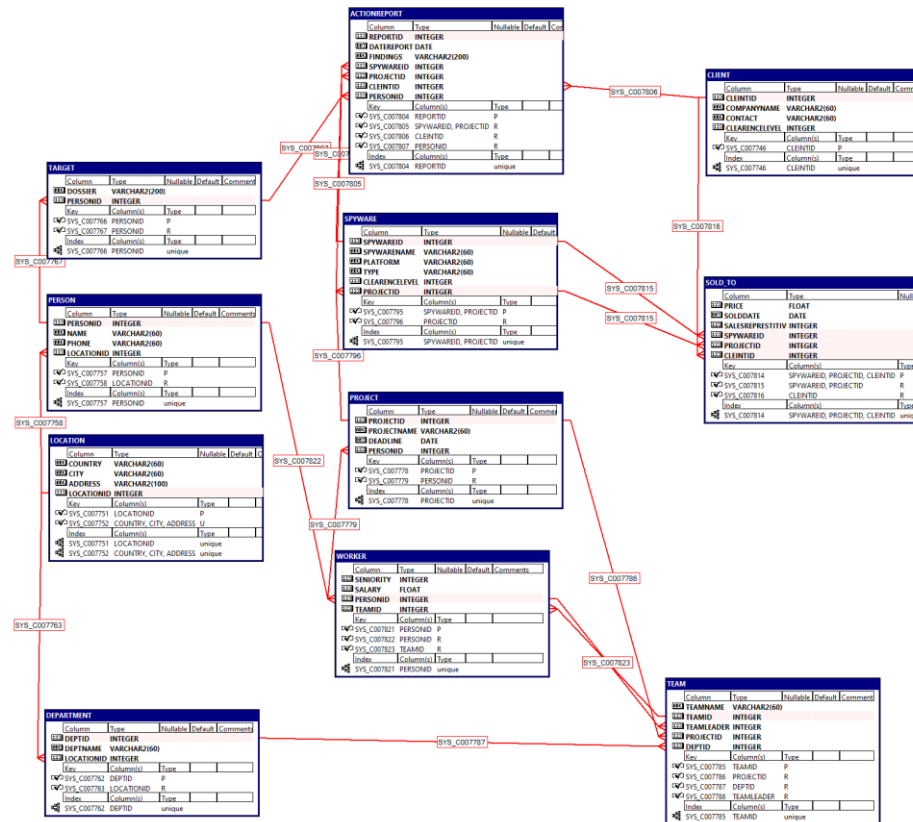 ACTIONREPORT
Column Type Nullable Default Co
REPORTID INTEGER
DATEREPORT DATE
FINDINGS VARCHAR2(200)
SPYWAREID INTEGER
PROJECTID INTEGER
CLEINTID INTEGER
PERSONID INTEGER
Key Column(s) Type
SYS_C007804 REPORTID P
SYS_C007805 SPYWAREID, PROJECTID R
SYS_C007806 CLEINTID R
SYS_C007807 PERSONID R
Index Column(s) Type
SYS_C007804 REPORTID unique
SYS_C007806
CLIENT
Column Type Nullable Default Comm
CLEINTID INTEGER
COMPANYNAME VARCHAR2(60)
CONTACT VARCHAR2(60)
CLEARENCELEVEL INTEGER
Key Column(s) Type
SYS_C007746 CLEINTID P
Index Column(s) Type
SYS_C007746 CLEINTID unique
SYS_C007805
TARGET
Column Type Nullable Default Comment
DOSSIER VARCHAR2(200)
PERSONID INTEGER
Key Column(s) Type
SYS_C007766 PERSONID P
SYS_C007767 PERSONID R
Index Column(s) Type
SYS_C007766 PERSONID unique
SYS_C007767
SPYWARE
Column Type Nullable Default
SPYWAREID INTEGER
SPYWARENAME VARCHAR2(60)
PLATFORM VARCHAR2(60)
TYPE VARCHAR2(60)
CLEARENCELEVEL INTEGER
PROJECTID INTEGER
Key Column(s) Type
SYS_C007795 SPYWAREID, PROJECTID P
SYS_C007796 PROJECTID R
Index Column(s) Type
SYS_C007795 SPYWAREID, PROJECTID unique
SYS_C007816
SYS_C007815
SYS_C007815
SOLD_TO
Column Type Nul
PRICE FLOAT
SOLDDATE DATE
SALESREPRESTITIV INTEGER
SPYWAREID INTEGER
PROJECTID INTEGER
CLEINTID INTEGER
Key Column(s) Type
SYS_C007814 SPYWAREID, PROJECTID, CLEINTID P
SYS_C007815 SPYWAREID, PROJECTID R
SYS_C007816 CLEINTID R
Index Column(s) Type
SYS_C007814 SPYWAREID, PROJECTID, CLEINTID uniq
PERSON
Column Type Nullable Default Comment
PERSONID INTEGER
NAME VARCHAR2(60)
PHONE VARCHAR2(60)
LOCATIONID INTEGER
Key Column(s) Type
SYS_C007757 PERSONID P
SYS_C007758 LOCATIONID R
Index Column(s) Type
SYS_C007757 PERSONID unique
SYS_C007796
SYS_C007758
PROJECT
Column Type Nullable Default Commer
PROJECTID INTEGER
PROJECTNAME VARCHAR2(60)
DEADLINE DATE
PERSONID INTEGER
Key Column(s) Type
SYS_C007778 PROJECTID P
SYS_C007779 PERSONID R
Index Column(s) Type
SYS_C007778 PROJECTID unique
LOCATION
Column Type Nullable Default C
COUNTRY VARCHAR2(60)
CITY VARCHAR2(60)
ADDRESS VARCHAR2(100)
LOCATIONID INTEGER
Key Column(s) Type
SYS_C007751 LOCATIONID P
SYS_C007752 COUNTRY, CITY, ADDRESS U
Index Column(s) Type
SYS_C007751 LOCATIONID unique
SYS_C007752 COUNTRY, CITY, ADDRESS unique
SYS_C007822
SYS_C007779
SYS_C007786
WORKER
Column Type Nullable Default Comments
SENIORITY INTEGER
SALARY FLOAT
PERSONID INTEGER
TEAMID INTEGER
Key Column(s) Type
SYS_C007821 PERSONID P
SYS_C007822 PERSONID R
SYS_C007823 TEAMID R
Index Column(s) Type
SYS_C007821 PERSONID unique
SYS_C007763
SYS_C007823
DEPARTMENT
Column Type Nullable Default Comments
DEPTID INTEGER
DEPTNAME VARCHAR2(60)
LOCATIONID INTEGER
Key Column(s) Type
SYS_C007762 DEPTID P
SYS_C007763 LOCATIONID R
Index Column(s) Type
SYS_C007762 DEPTID unique
SYS_C007787
TEAM
Column Type Nullable Default Comment
TEAMNAME VARCHAR2(60)
TEAMID INTEGER
TEAMLEADER INTEGER
PROJECTID INTEGER
DEPTID INTEGER
Key Column(s) Type
SYS_C007785 TEAMID P
SYS_C007786 PROJECTID R
SYS_C007787 DEPTID R
SYS_C007788 TEAMLEADER R
Index Column(s) Type
SYS_C007785 TEAMID unique